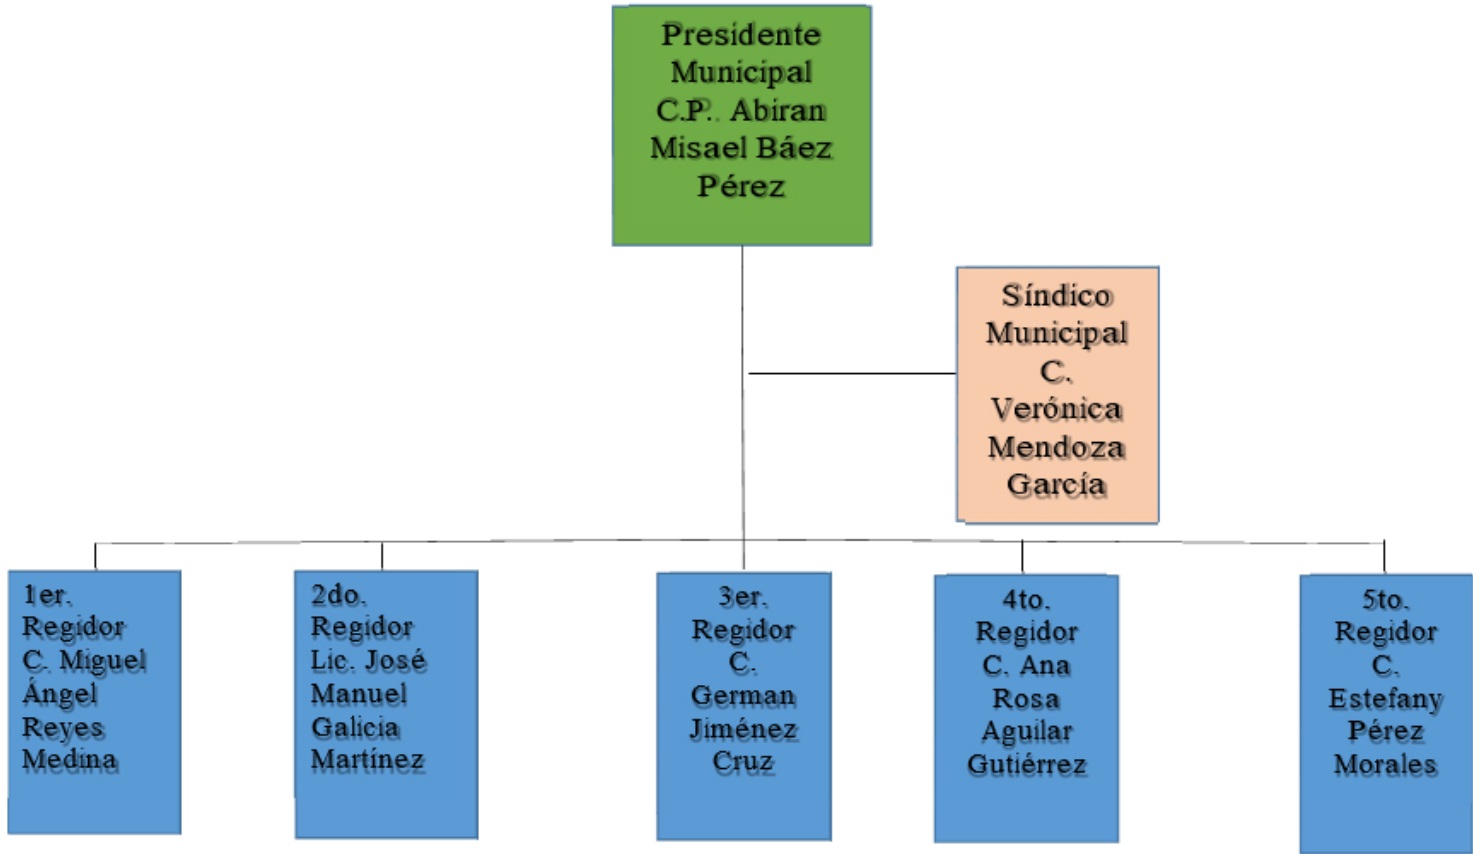 Presidente
Municipal
C.P.. Abiran
Misael Báez
Pérez
Síndico
Municipal
C.
Verónica
Mendoza
García
1er.
Regidor
C. Miguel
Ángel
Reyes
Medina
2do.
Regidor
Lic. José
Manuel
Galicia
Martínez
3er.
Regidor
C.
German
Jiménez
Cruz
4to.
Regidor
C. Ana
Rosa
Aguilar
Gutiérrez
5to.
Regidor
C.
Estefany
Pérez
Morales